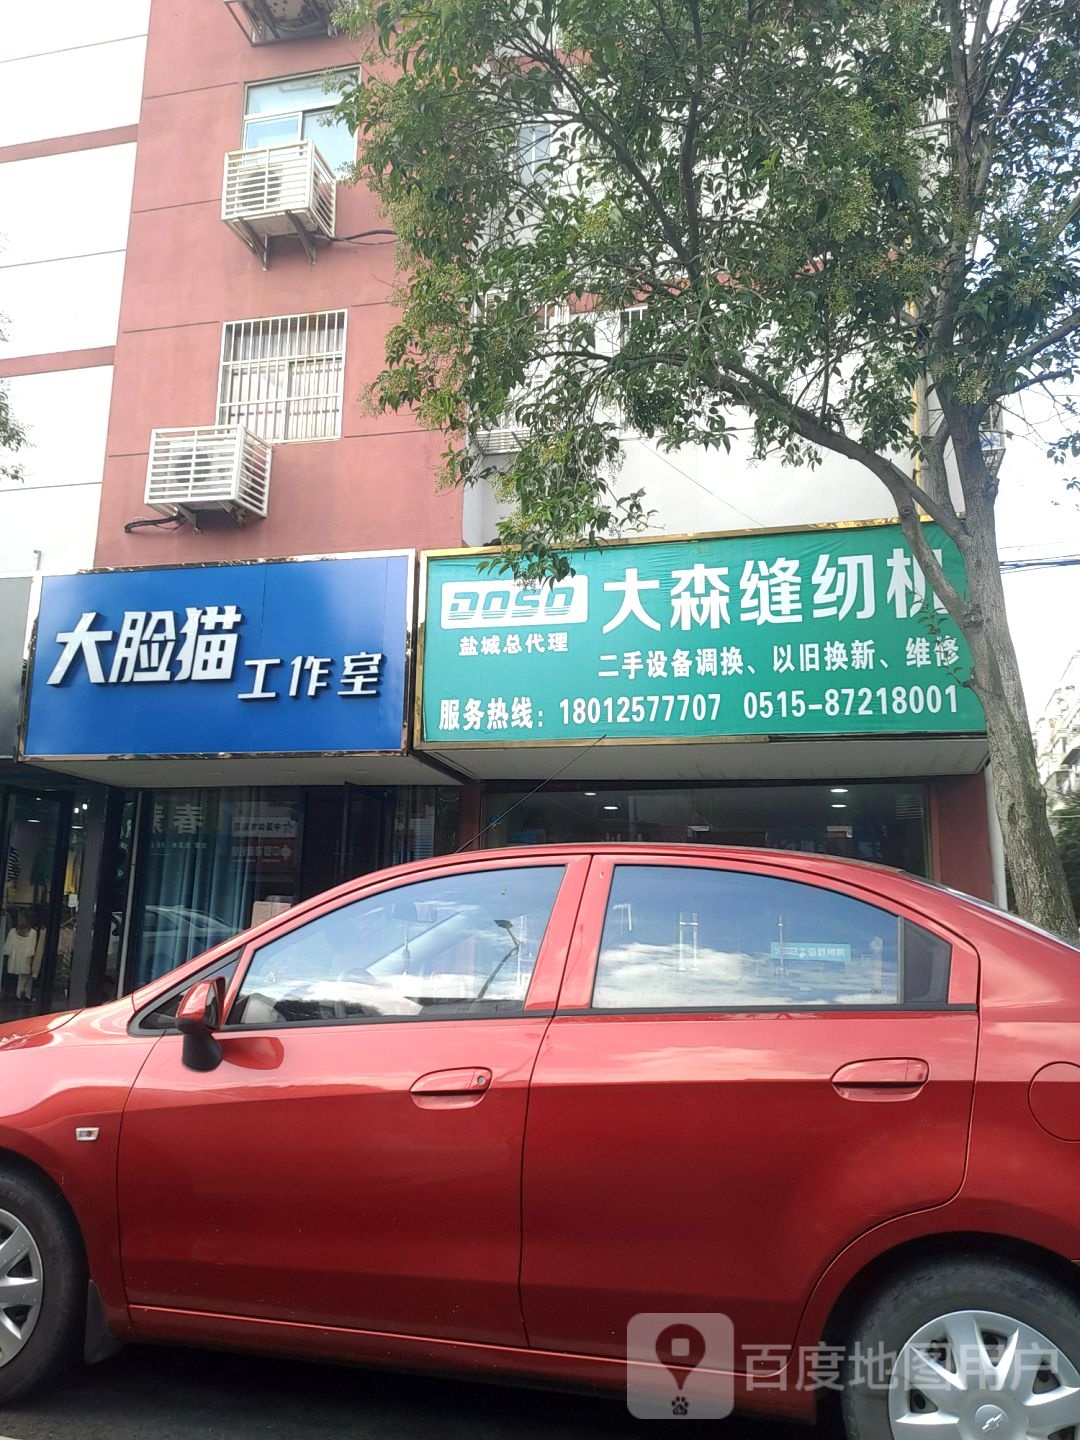 大脸猫工作室
DOSO 大森缝纫机
盐城总代理
二手设备调换、以旧换新、维修
服务热线：18012577707 0515-87218001
春
百度地图用户